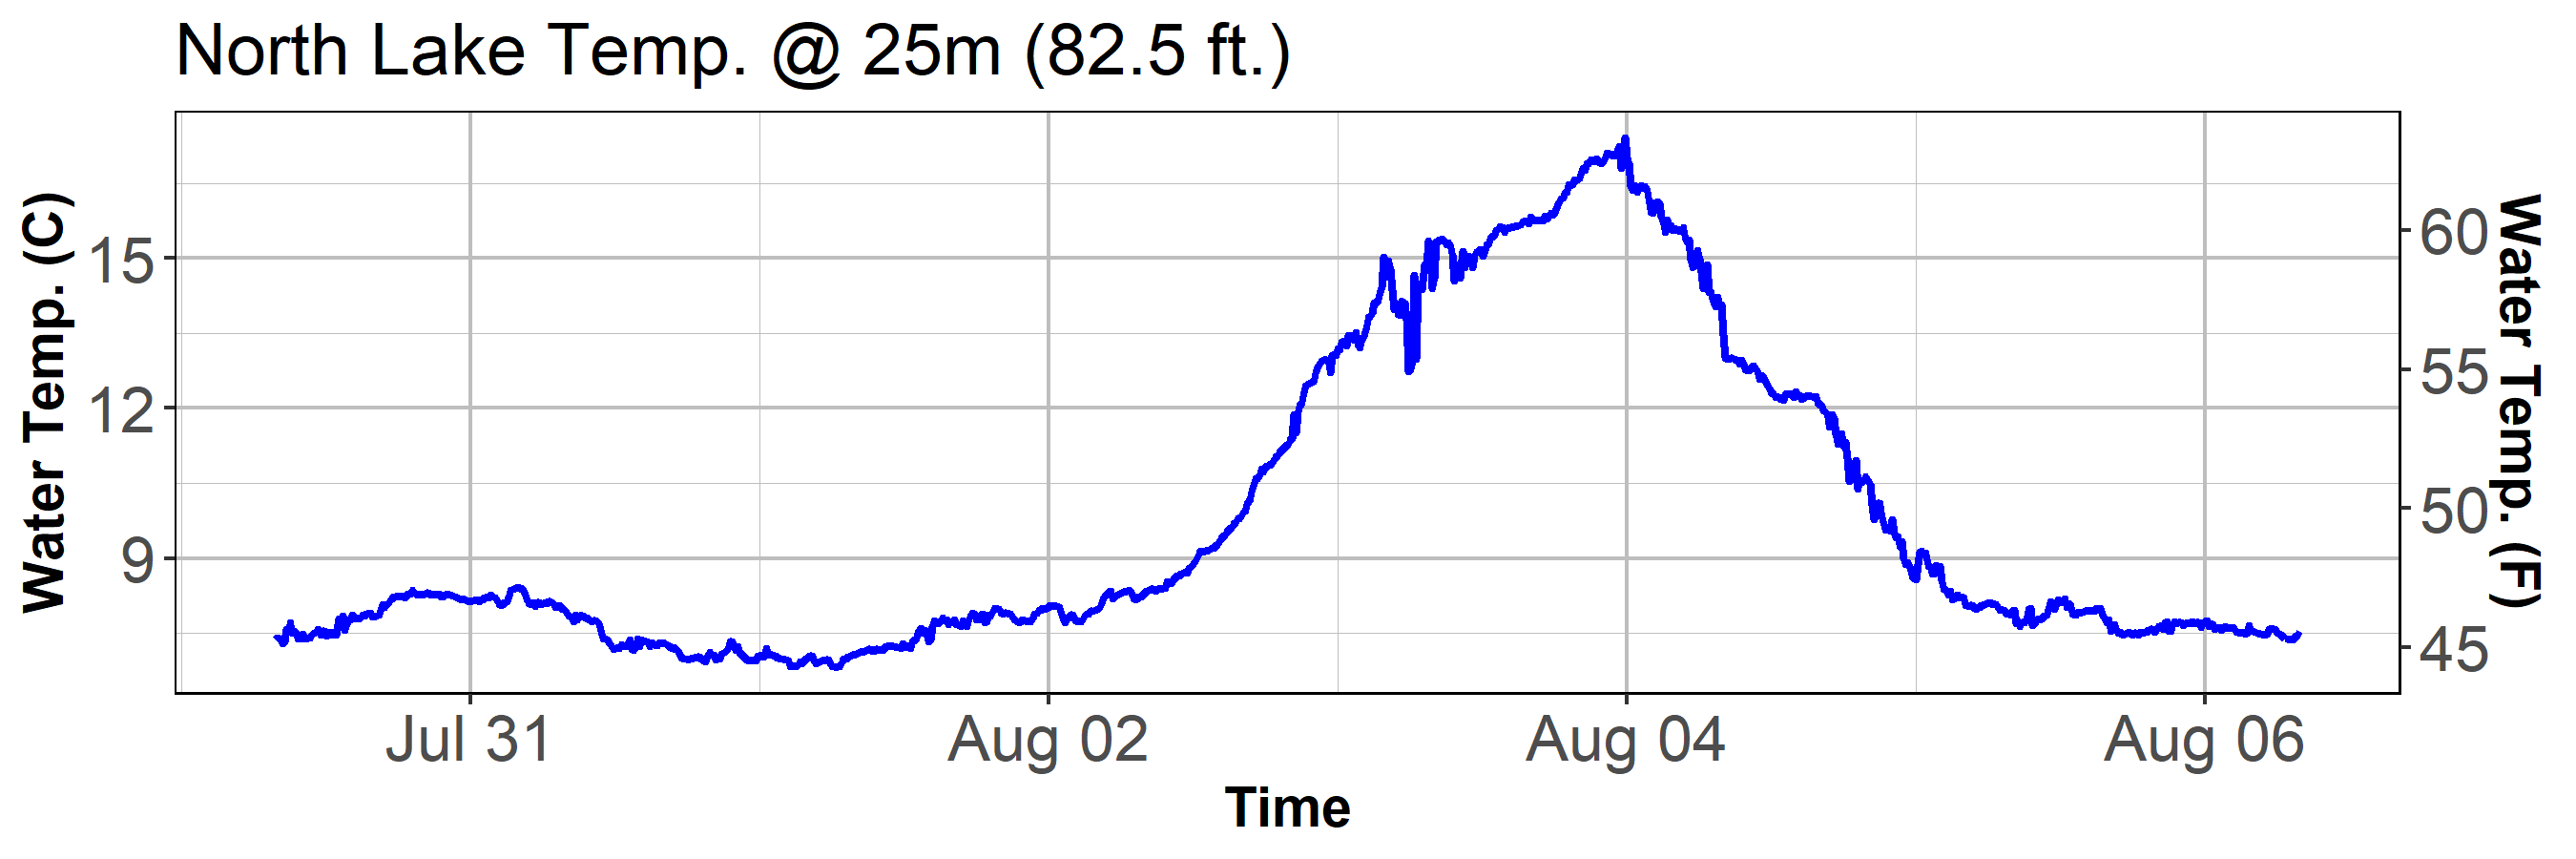 North Lake Temp. @ 25m (82.5 ft.)
Water Temp. (C)
15
12
9
60
55
50
45
Water Temp. (F)
Jul 31
Aug 02
Aug 04
Aug 06
Time